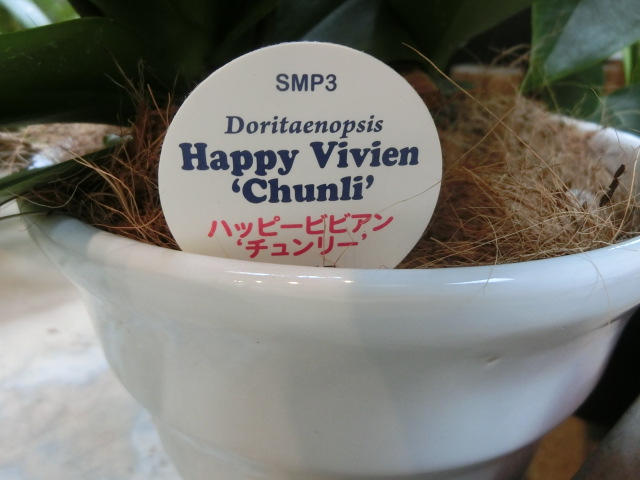 SMP3
Doritaenopsis
Happy Vivien
‘Chunli’
ハッピービビアン
‘チュンリー’